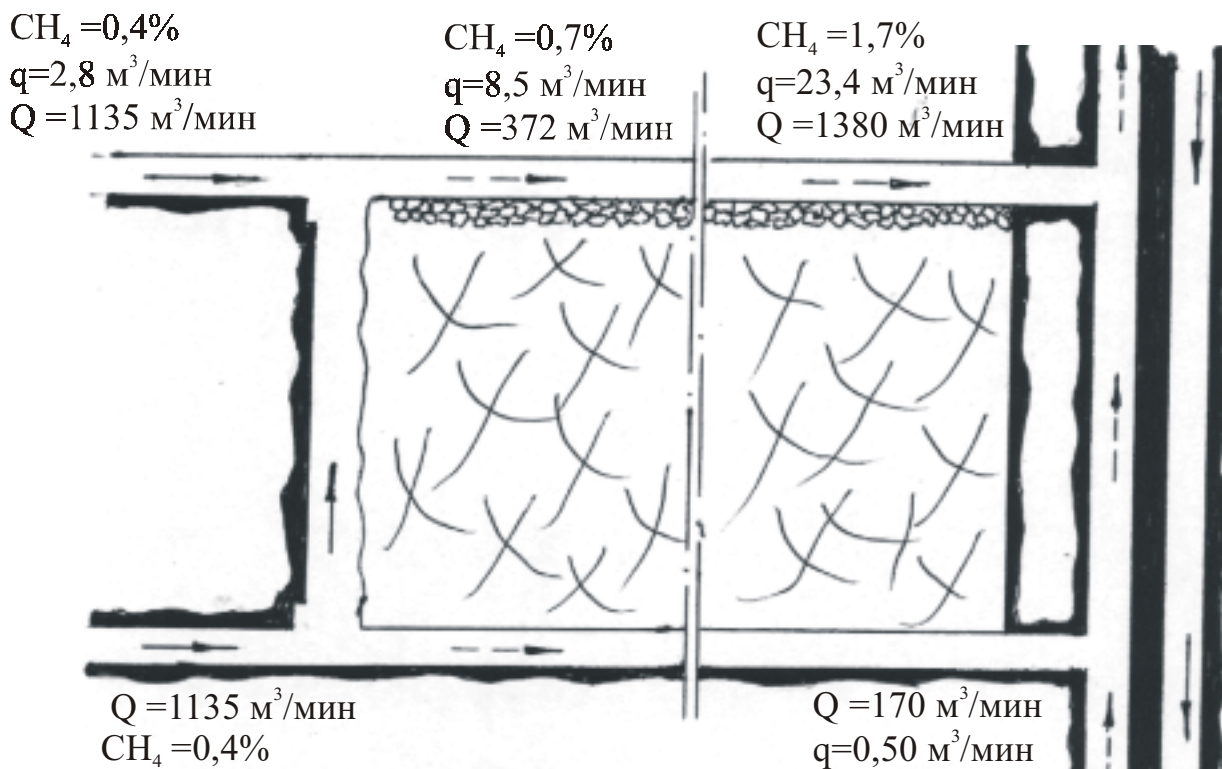 CH₄ =0,4%
q=2,8 м³/мин
Q =1135 м³/мин
CH₄ =0,7%
q=8,5 м³/мин
Q =372 м³/мин
CH₄ =1,7%
q=23,4 м³/мин
Q =1380 м³/мин
Q =1135 м³/мин
CH₄ =0,4%
Q =170 м³/мин
q=0,50 м³/мин